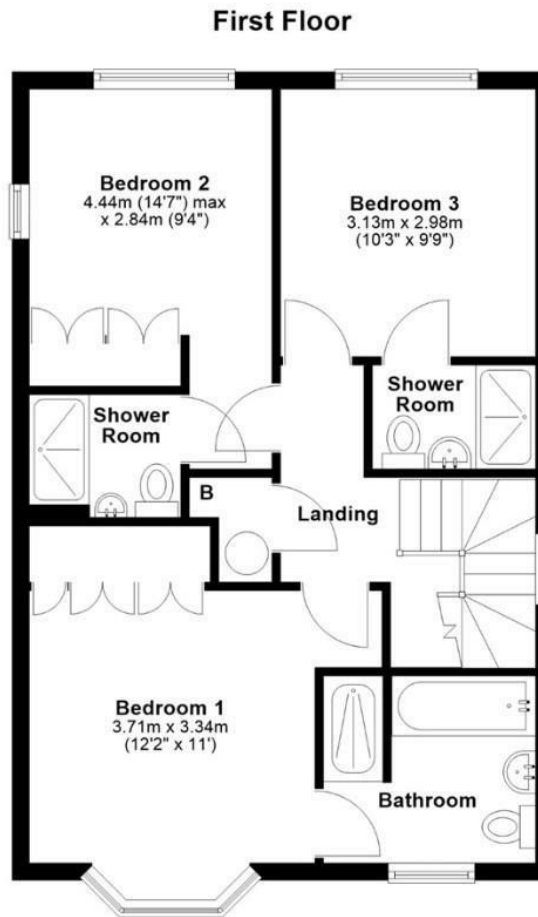 First Floor
Bedroom 2
4.44m (14'7") max
x 2.84m (9'4")
Bedroom 3
3.13m x 2.98m
(10'3" x 9'9")
Shower
Room
Shower
Room
B
Landing
Bedroom 1
3.71m x 3.34m
(12'2" x 11')
Bathroom